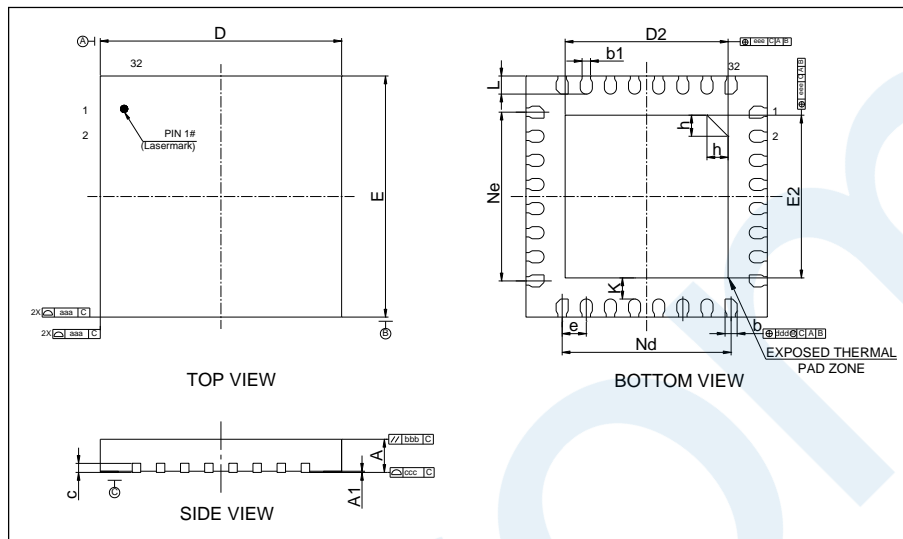 A
D
32
1
2
PIN 1#
(Lasermark)
E
2X aaa C
2X aaa C
B
TOP VIEW
D2
eee C A B
b1
32
L
eee C A B
1
2
h
h
Ne
E2
K
e
b
ddd C A B
Nd
EXPOSED THERMAL
PAD ZONE
BOTTOM VIEW
// bbb C
A
ccc C
c
C
A1
SIDE VIEW